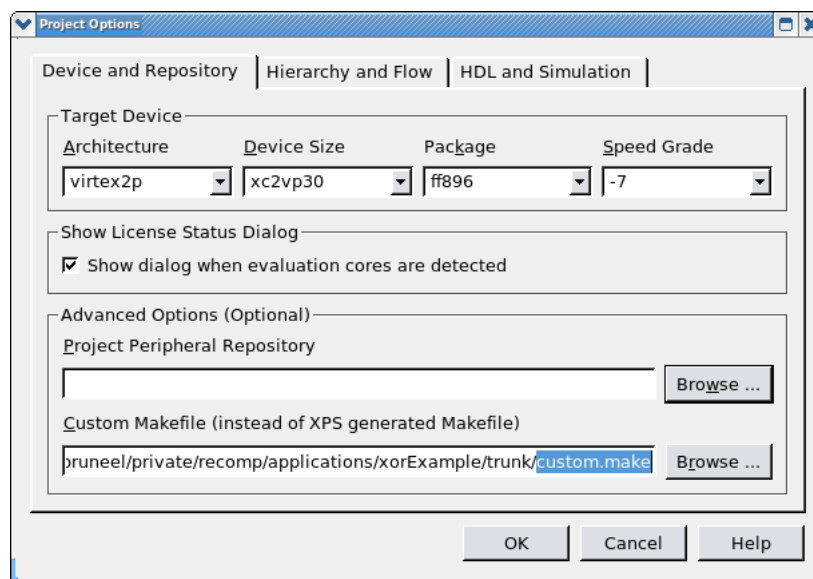 Project Options
Device and Repository Hierarchy and Flow HDL and Simulation
Target Device
Architecture Device Size Package Speed Grade
virtex2p xc2vp30 ff896 -7
Show License Status Dialog
Show dialog when evaluation cores are detected
Advanced Options (Optional)
Project Peripheral Repository
Browse ...
Custom Makefile (instead of XPS generated Makefile)
pruneel/private/recomp/applications/xorExample/trunk/custom.make Browse ...
OK Cancel Help